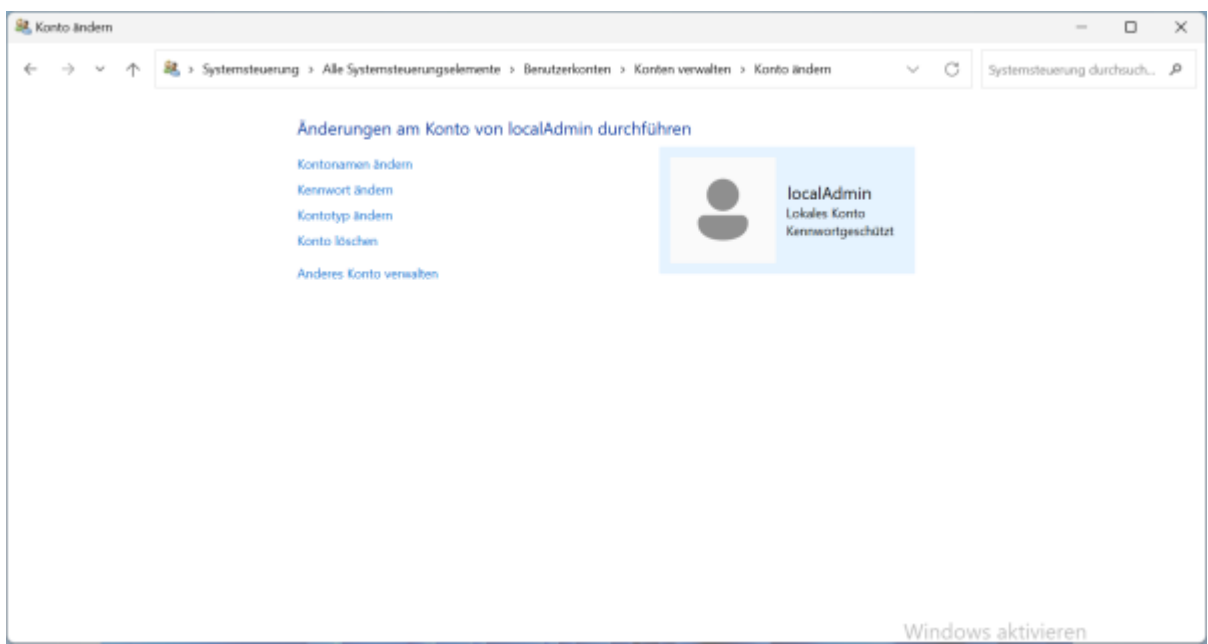 Konto ändern
Systemsteuerung > Alle Systemsteuerungselemente > Benutzerkonten > Konten verwalten > Konto ändern
Systemsteuerung durchsuch...
Änderungen am Konto von localAdmin durchführen
Kontonamen ändern
Kennwort ändern
Kontotyp ändern
Konto löschen
Anderes Konto verwalten
localAdmin
Lokales Konto
Kennwortgeschützt
Windows aktivieren